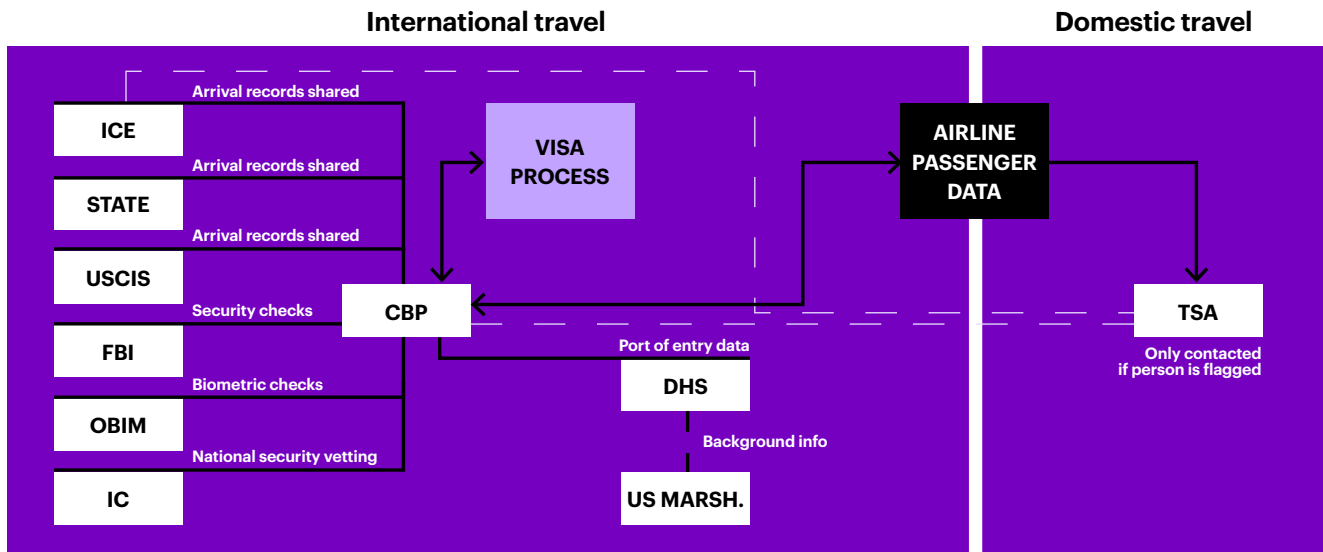 International travel
Domestic travel
Arrival records shared
ICE
Arrival records shared
STATE
Arrival records shared
USCIS
Security checks
FBI
Biometric checks
OBIM
National security vetting
IC
VISA
PROCESS
CBP
Port of entry data
DHS
Background info
US MARSH.
AIRLINE
PASSENGER
DATA
TSA
Only contacted
if person is flagged